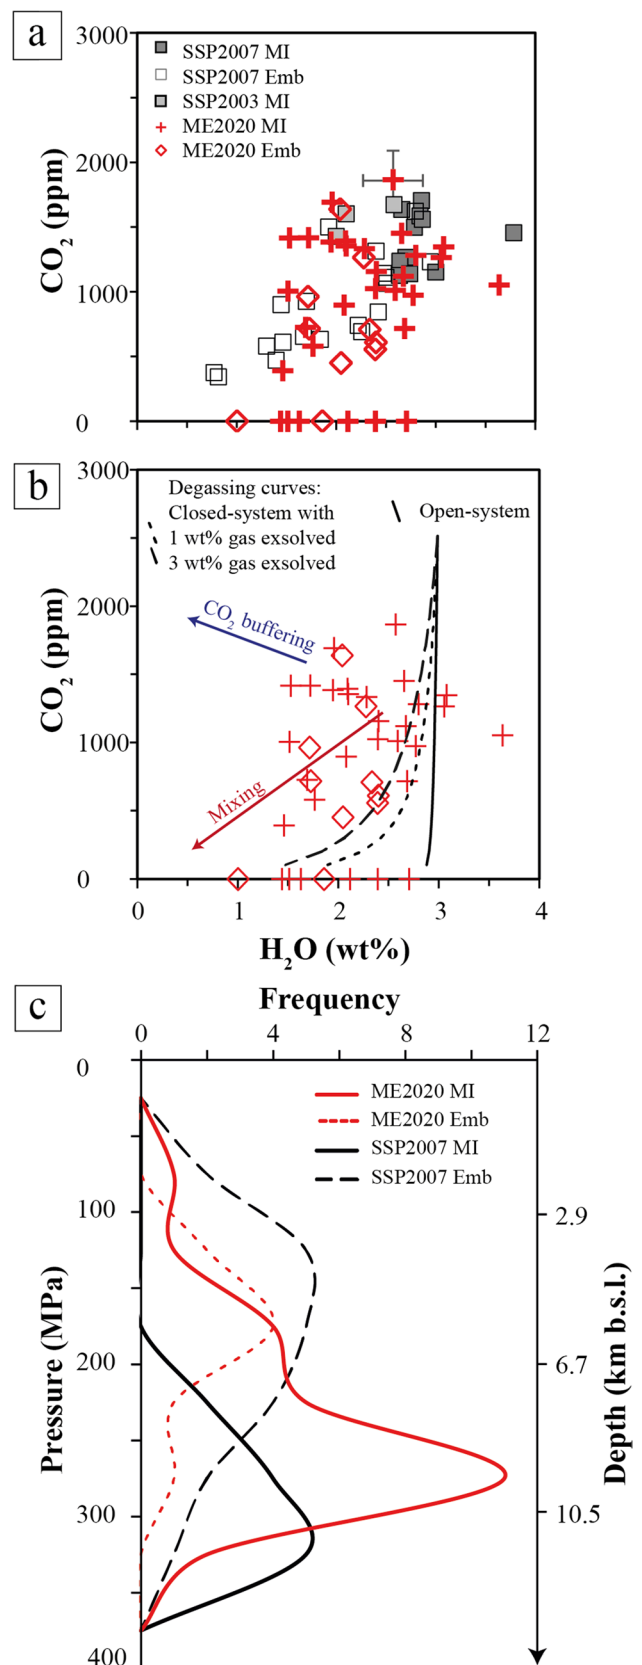 a
3000
2000
1000
0
CO2 (ppm)
SSP2007 MI
SSP2007 Emb
SSP2003 MI
ME2020 MI
ME2020 Emb
b
3000
2000
1000
0
CO2 (ppm)
Degassing curves:
Closed-system with
1 wt% gas exsolved
3 wt% gas exsolved
Open-system
CO2 buffering
Mixing
0 1 2 3 4
H2O (wt%)
c
Frequency
0 4 8 12
0
100
200
300
400
Pressure (MPa)
ME2020 MI
ME2020 Emb
SSP2007 MI
SSP2007 Emb
2.9
6.7
10.5
Depth (km b.s.l.)